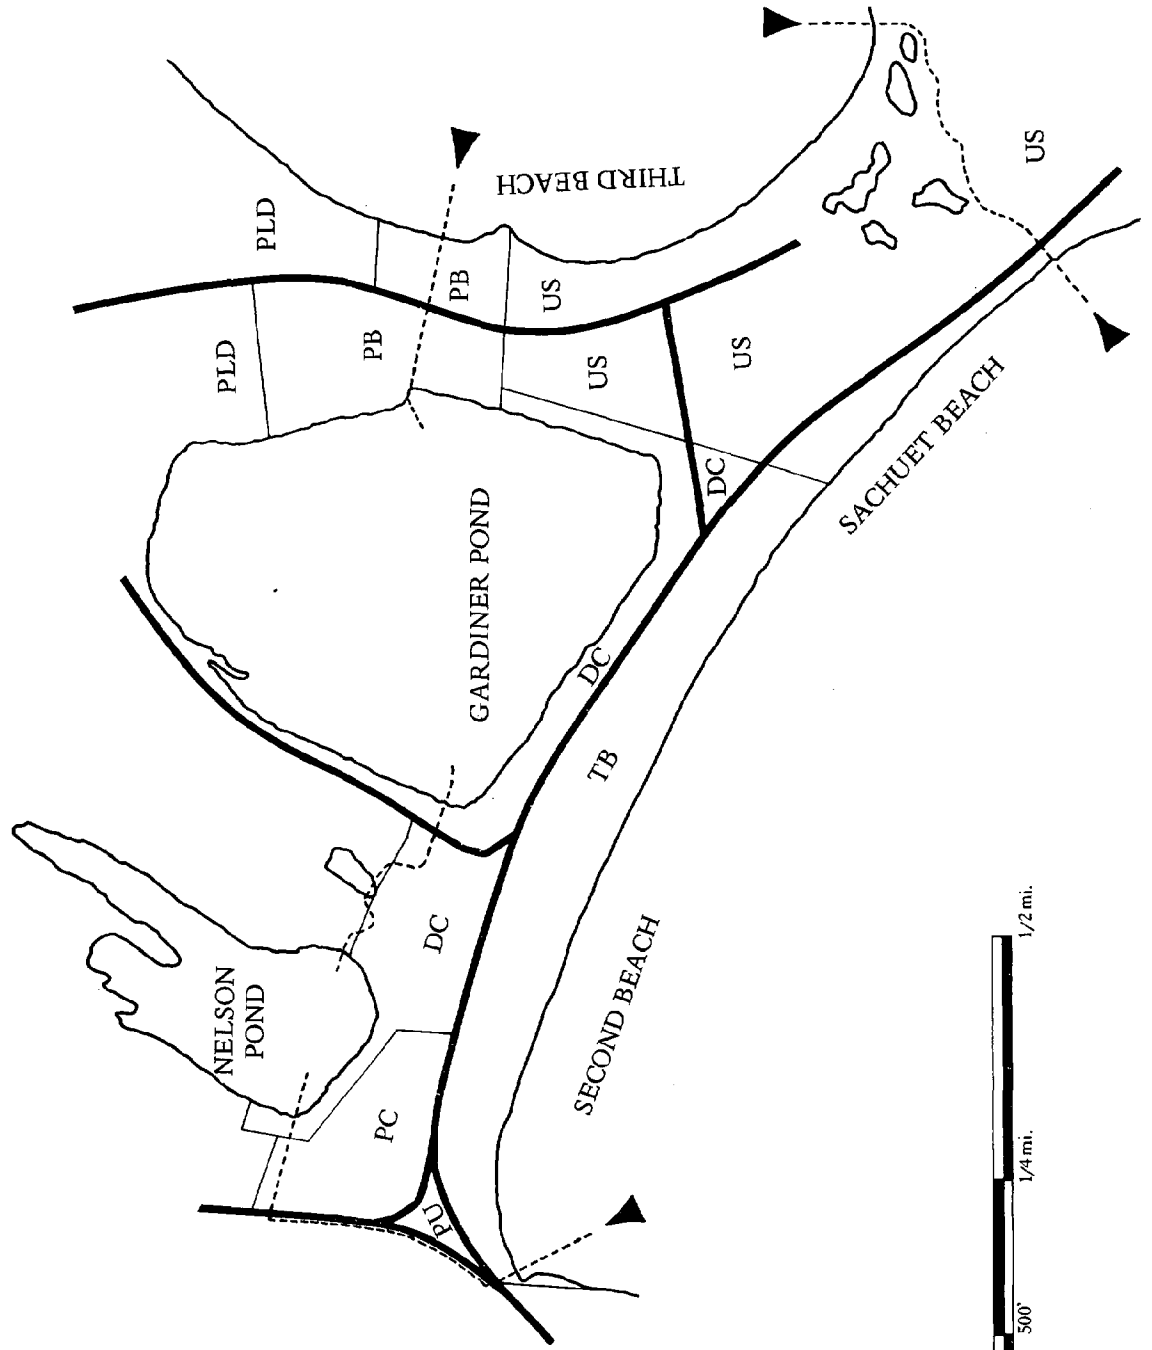 THIRD BEACH
US
PLD
PB
US
PLD
PB
US
US
DC
SACHUET BEACH
GARDINER POND
DC
TB
DC
NELSON
POND
SECOND BEACH
PC
PU
500'
1/4 mi.
1/2 mi.